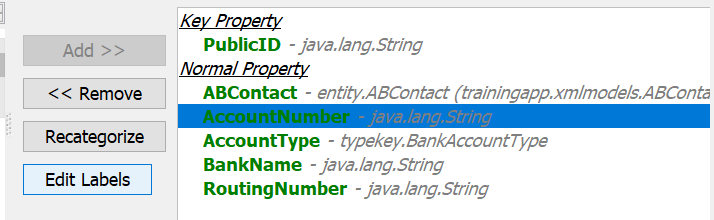 Add >>
<< Remove
Recategorize
Edit Labels
Key Property
PublicID - java.lang.String
Normal Property
ABContact - entity.ABContact (trainingapp.xmlmodels.ABConta
AccountNumber - java.lang.String
AccountType - typekey.BankAccountType
BankName - java.lang.String
RoutingNumber - java.lang.String